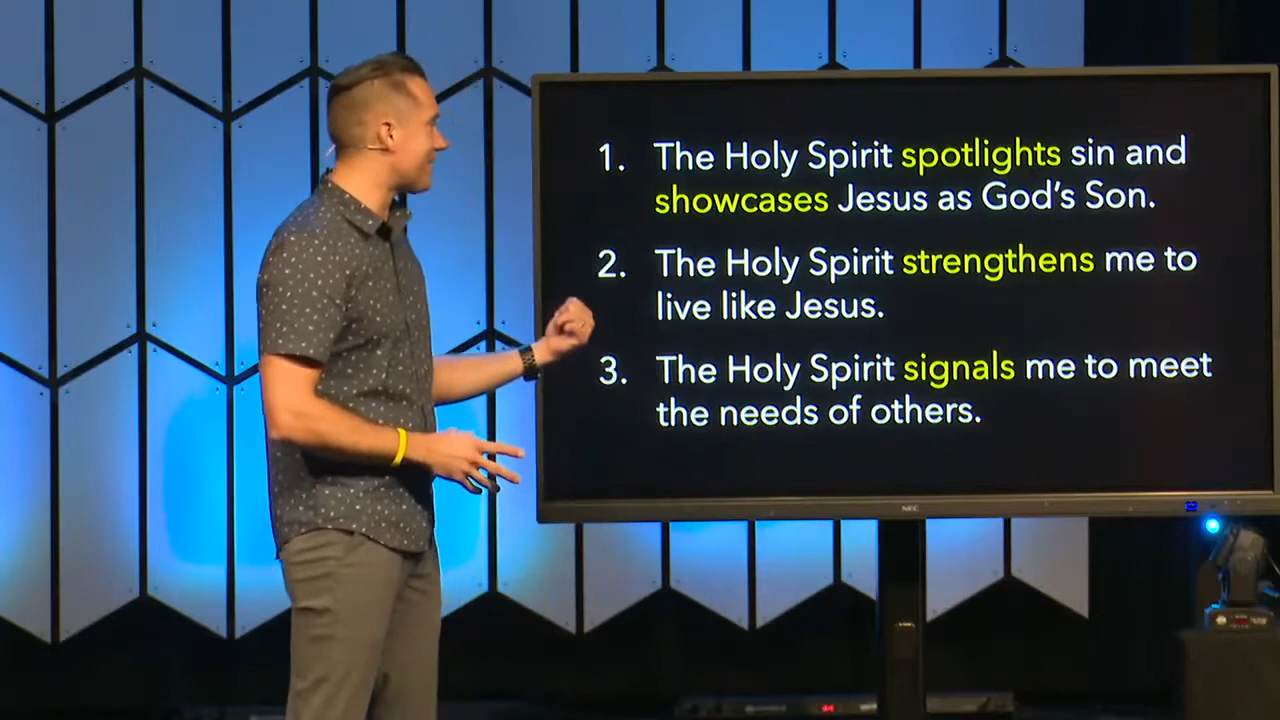 1. The Holy Spirit spotlights sin and
showcases Jesus as God's Son.
2. The Holy Spirit strengthens me to
live like Jesus.
3. The Holy Spirit signals me to meet
the needs of others.
NEC